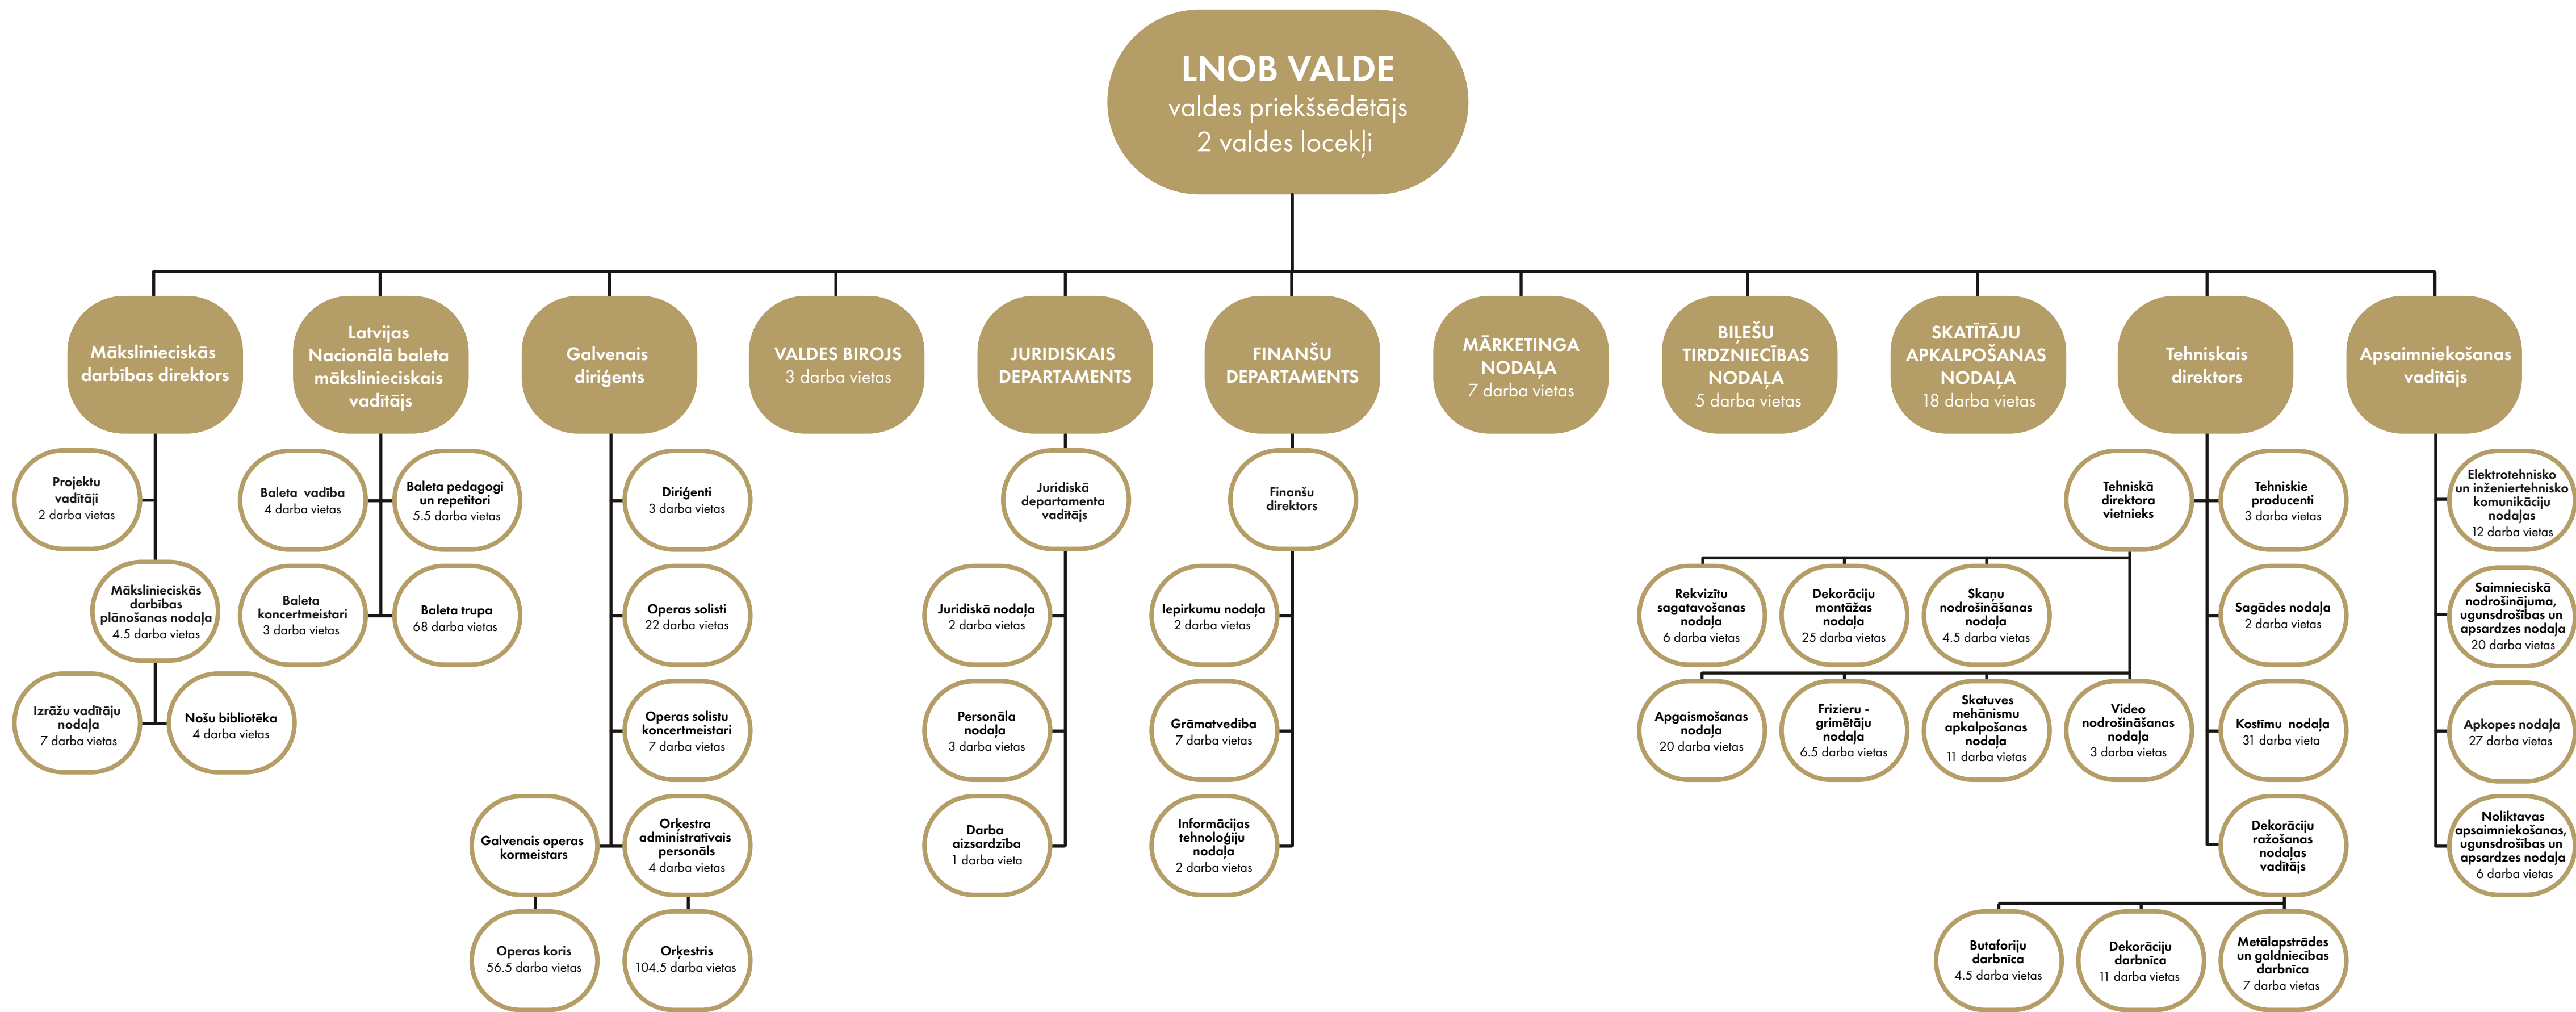 LNOB VALDE
valdes priekšsēdētājs
2 valdes locekļi
Mākslinieciskās
darbības direktors
Latvijas
Nacionālā baleta
mākslinieciskais
vadītājs
Galvenais
diriģents
VALDES BIROJS
3 darba vietas
JURIDISKAIS
DEPARTAMENTS
FINANŠU
DEPARTAMENTS
MĀRKETINGA
NODAĻA
7 darba vietas
BIĻEŠU
TIRDZNIECĪBAS
NODAĻA
5 darba vietas
SKATĪTĀJU
APKALPOŠANAS
NODAĻA
18 darba vietas
Tehniskais
direktors
Apsaimniekošanas
vadītājs
Projektu
vadītāji
2 darba vietas
Mākslinieciskās
darbības
plānošanas nodaļa
4.5 darba vietas
Izrāžu vadītāju
nodaļa
7 darba vietas
Nošu bibliotēka
4 darba vietas
Baleta vadība
4 darba vietas
Baleta pedagogi
un repetitori
5.5 darba vietas
Baleta
koncertmeistari
3 darba vietas
Baleta trupa
68 darba vietas
Diriģenti
3 darba vietas
Operas solisti
22 darba vietas
Operas solistu
koncertmeistari
7 darba vietas
Galvenais operas
kormeistars
Orķestra
administratīvais
personāls
4 darba vietas
Operas koris
56.5 darba vietas
Orķestris
104.5 darba vietas
Juridiskā
departamenta
vadītājs
Juridiskā nodaļa
2 darba vietas
Personāla
nodaļa
3 darba vietas
Darba
aizsardzība
1 darba vieta
Finanšu
direktors
Iepirkumu nodaļa
2 darba vietas
Grāmatvedība
7 darba vietas
Informācijas
tehnoloģiju
nodaļa
2 darba vietas
Tehniskā
direktora
vietnieks
Tehniskie
producenti
3 darba vietas
Rekvizītu
sagatavošanas
nodaļa
6 darba vietas
Dekorāciju
montāžas
nodaļa
25 darba vietas
Skaņu
nodrošināšanas
nodaļa
4.5 darba vietas
Sagādes nodaļa
2 darba vietas
Apgaismošanas
nodaļa
20 darba vietas
Frizieru -
grimētāju
nodaļa
6.5 darba vietas
Skatuves
mehānismu
apkalpošanas
nodaļa
11 darba vietas
Video
nodrošināšanas
nodaļa
3 darba vietas
Kostīmu nodaļa
31 darba vieta
Dekorāciju
ražošanas
nodaļas
vadītājs
Butaforiju
darbnīca
4.5 darba vietas
Dekorāciju
darbnīca
11 darba vietas
Metālapstrādes
un galdniecības
darbnīca
7 darba vietas
Elektrotehnisko
un inženiertehnisko
komunikāciju
nodaļas
12 darba vietas
Saimnieciskā
nodrošinājuma,
ugunsdrošības un
apsardzes nodaļa
20 darba vietas
Apkopes nodaļa
27 darba vietas
Noliktavas
apsaimniekošanas,
ugunsdrošības un
apsardzes nodaļa
6 darba vietas